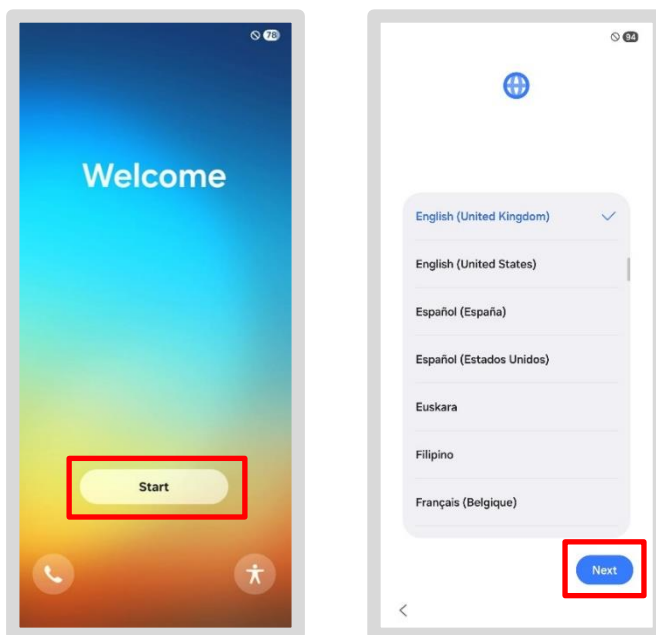 78
Welcome
Start
94
English (United Kingdom)
English (United States)
Español (España)
Español (Estados Unidos)
Euskara
Filipino
Français (Belgique)
Next